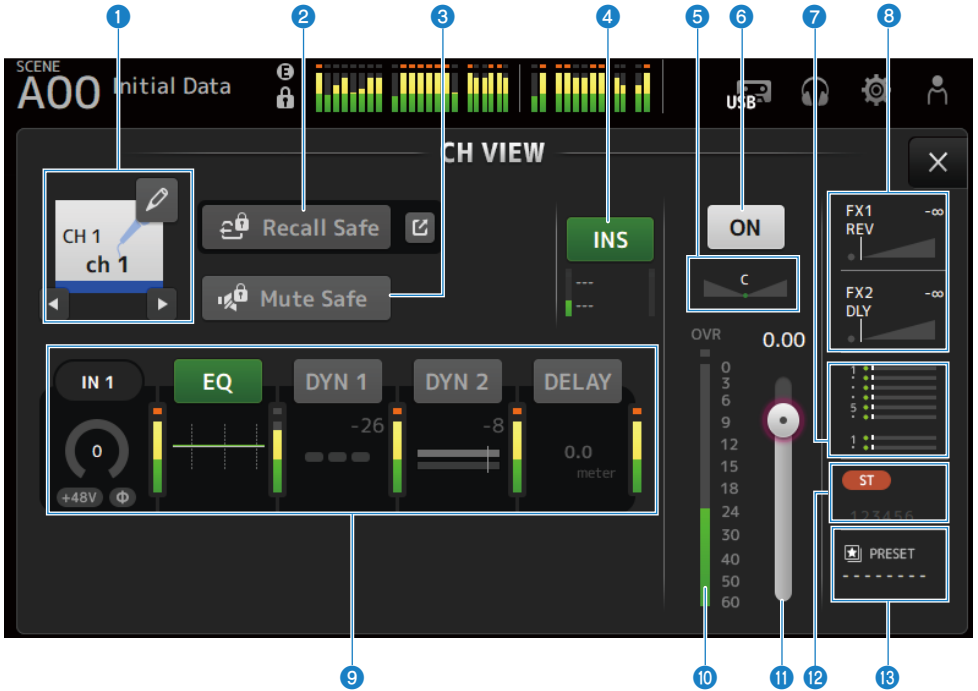 1 2 3 4 5 6 7 8
SCENE
A00 Initial Data
E
USB
CH VIEW
CH 1
ch 1
Recall Safe
Mute Safe
INS
---
---
ON
C
OVR
0.00
0
3
6
9
12
15
18
24
30
40
50
60
FX1 -∞
REV
FX2 -∞
DLY
1
5
1
ST
123456
PRESET
--------
IN 1
EQ
DYN 1
DYN 2
DELAY
0
+48V Φ
-26
-8
0.0
meter
9 10 11 12 13